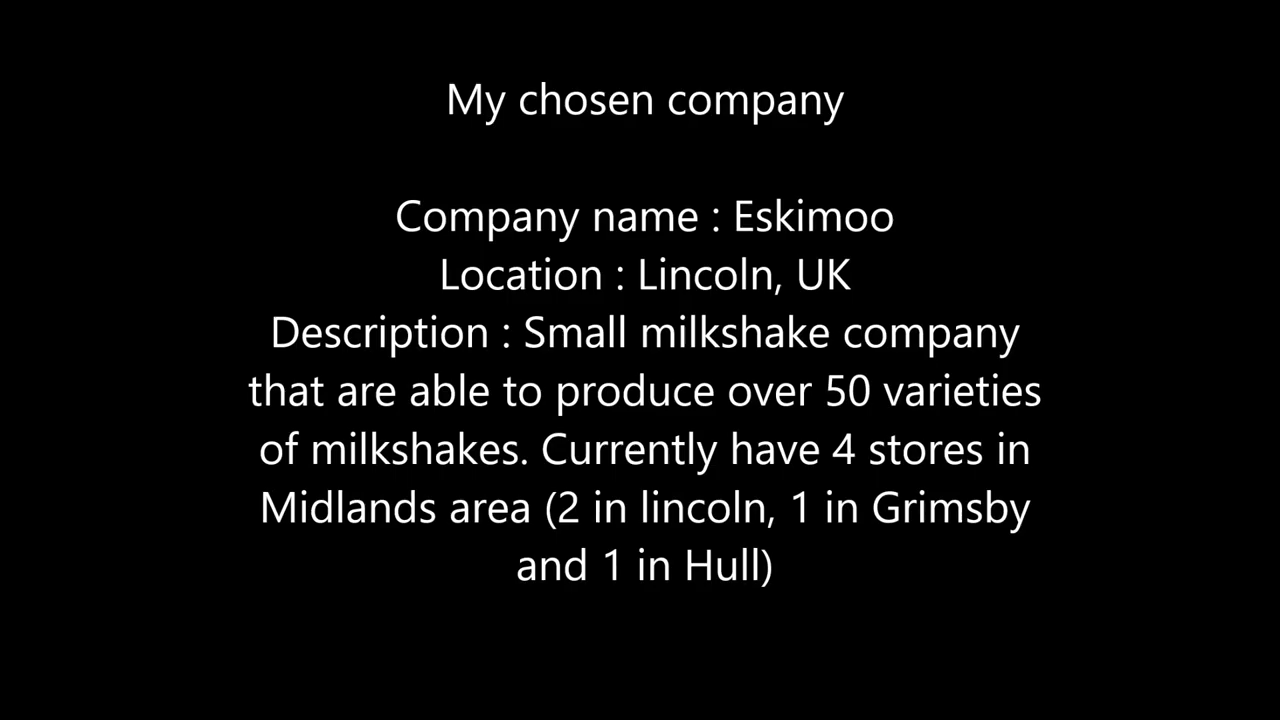 My chosen company
Company name : Eskimoo
Location : Lincoln, UK
Description : Small milkshake company
that are able to produce over 50 varieties
of milkshakes. Currently have 4 stores in
Midlands area (2 in lincoln, 1 in Grimsby
and 1 in Hull)